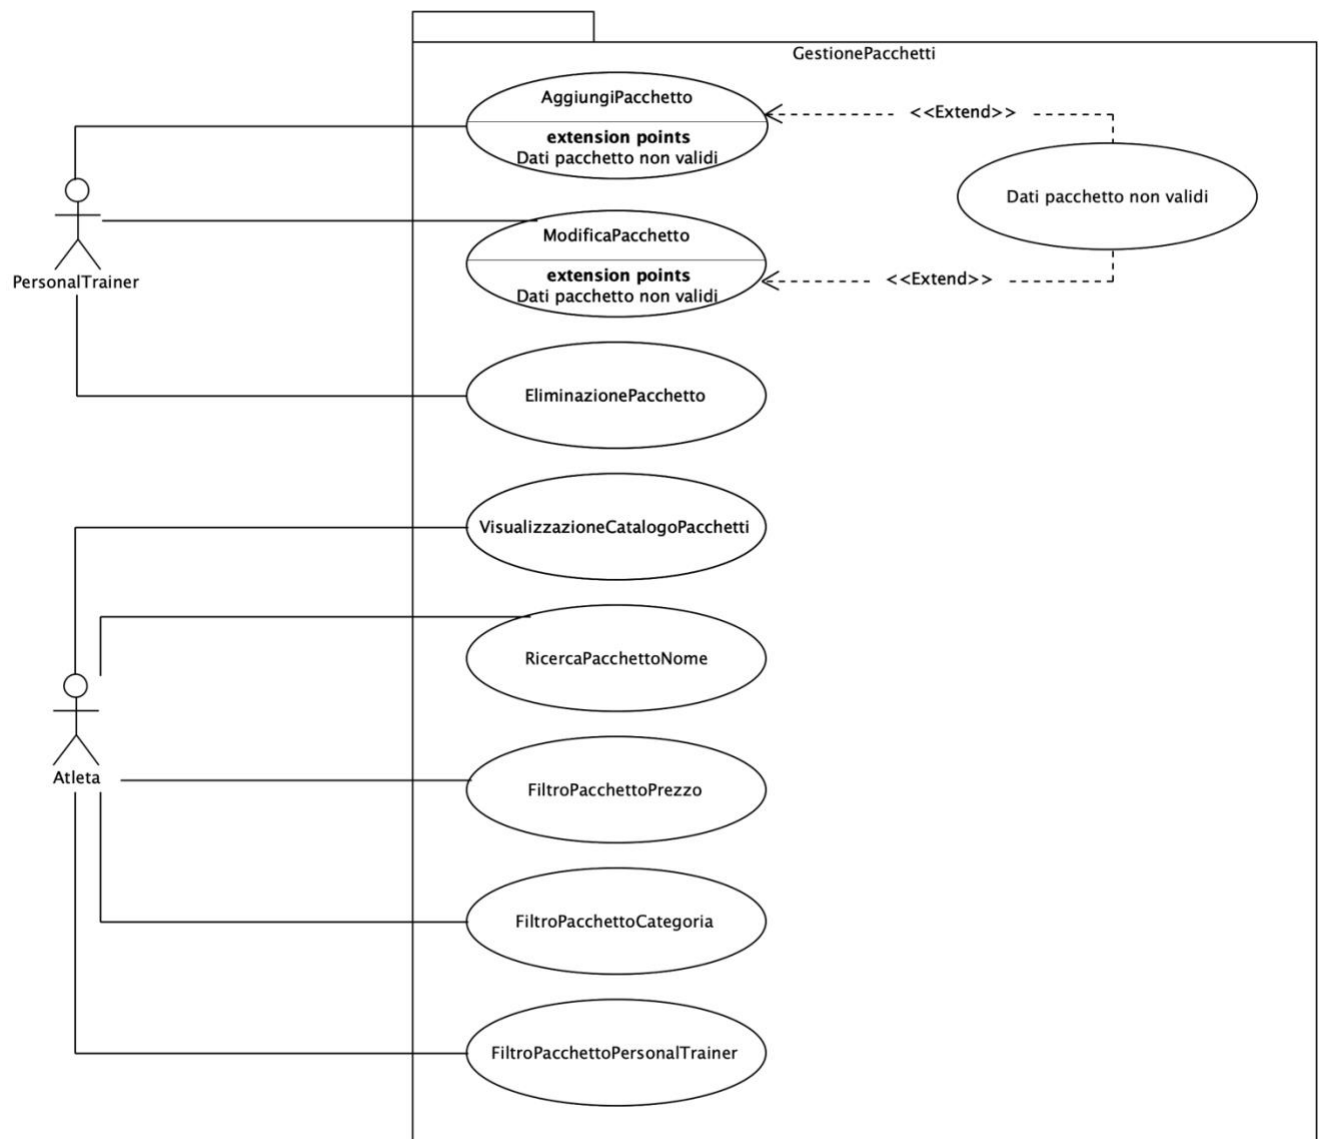 GestionePacchetti
AggiungiPacchetto
<<Extend>>
extension points
Dati pacchetto non validi
Dati pacchetto non validi
ModificaPacchetto
extension points
<<Extend>>
Dati pacchetto non validi
PersonalTrainer
EliminazionePacchetto
VisualizzazioneCatalogoPacchetti
RicercaPacchettoNome
Atleta
FiltroPacchettoPrezzo
FiltroPacchettoCategoria
FiltroPacchettoPersonalTrainer